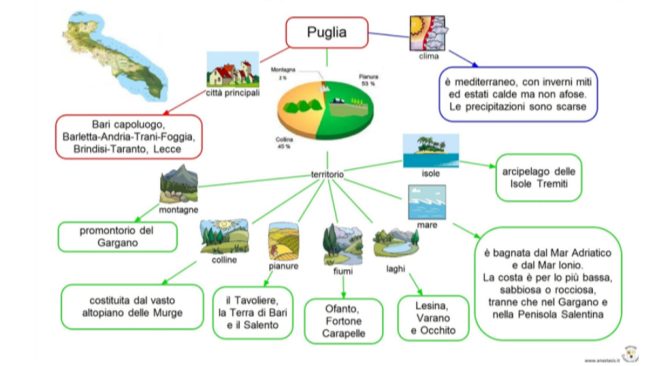 Puglia
clima
è mediterraneo, con inverni miti
ed estati calde ma non afose.
Le precipitazioni sono scarse
città principali
Bari capoluogo,
Barletta-Andria-Trani-Foggia,
Brindisi-Taranto, Lecce
Montagna
2 %
Pianura
53 %
Collina
45 %
territorio
isole
arcipelago delle
Isole Tremiti
montagne
promontorio del
Gargano
colline
costituita dal vasto
altopiano delle Murge
pianure
il Tavoliere,
la Terra di Bari
e il Salento
fiumi
Ofanto,
Fortone
Carapelle
laghi
Lesina,
Varano
e Occhito
mare
è bagnata dal Mar Adriatico
e dal Mar Ionio.
La costa è per lo più bassa,
sabbiosa o rocciosa,
tranne che nel Gargano e
nella Penisola Salentina
www.anastasis.it